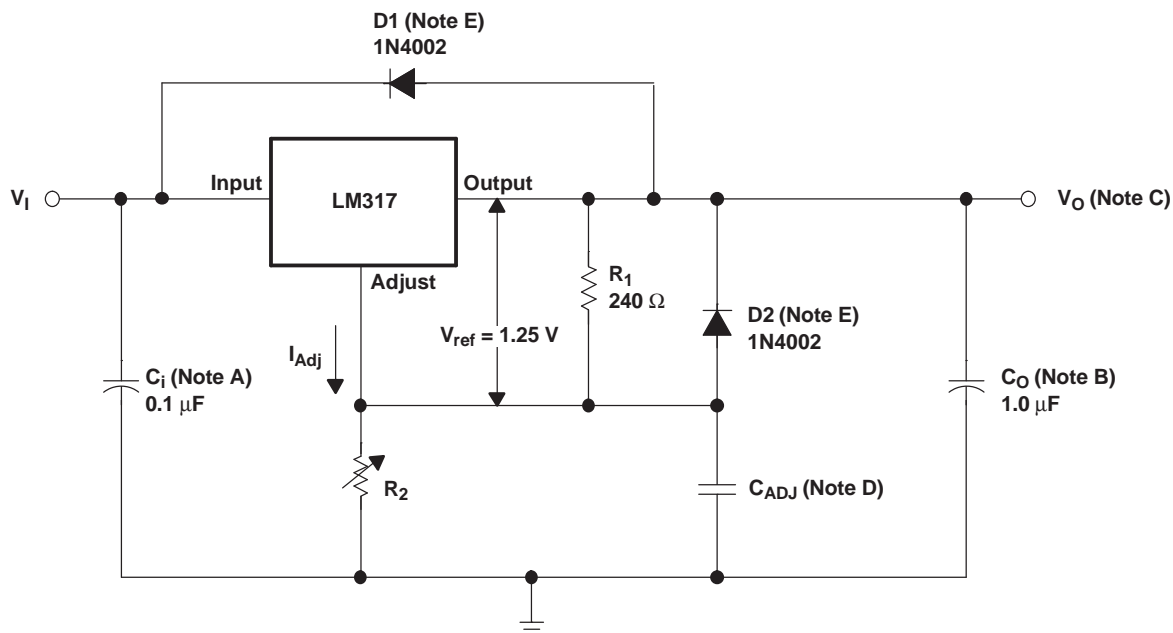 D1 (Note E)
1N4002
Input
LM317
Output
VI
VO (Note C)
Adjust
R1
240 Ω
D2 (Note E)
1N4002
Vref = 1.25 V
IAdj
Ci (Note A)
0.1 μF
CO (Note B)
1.0 μF
R2
CADJ (Note D)